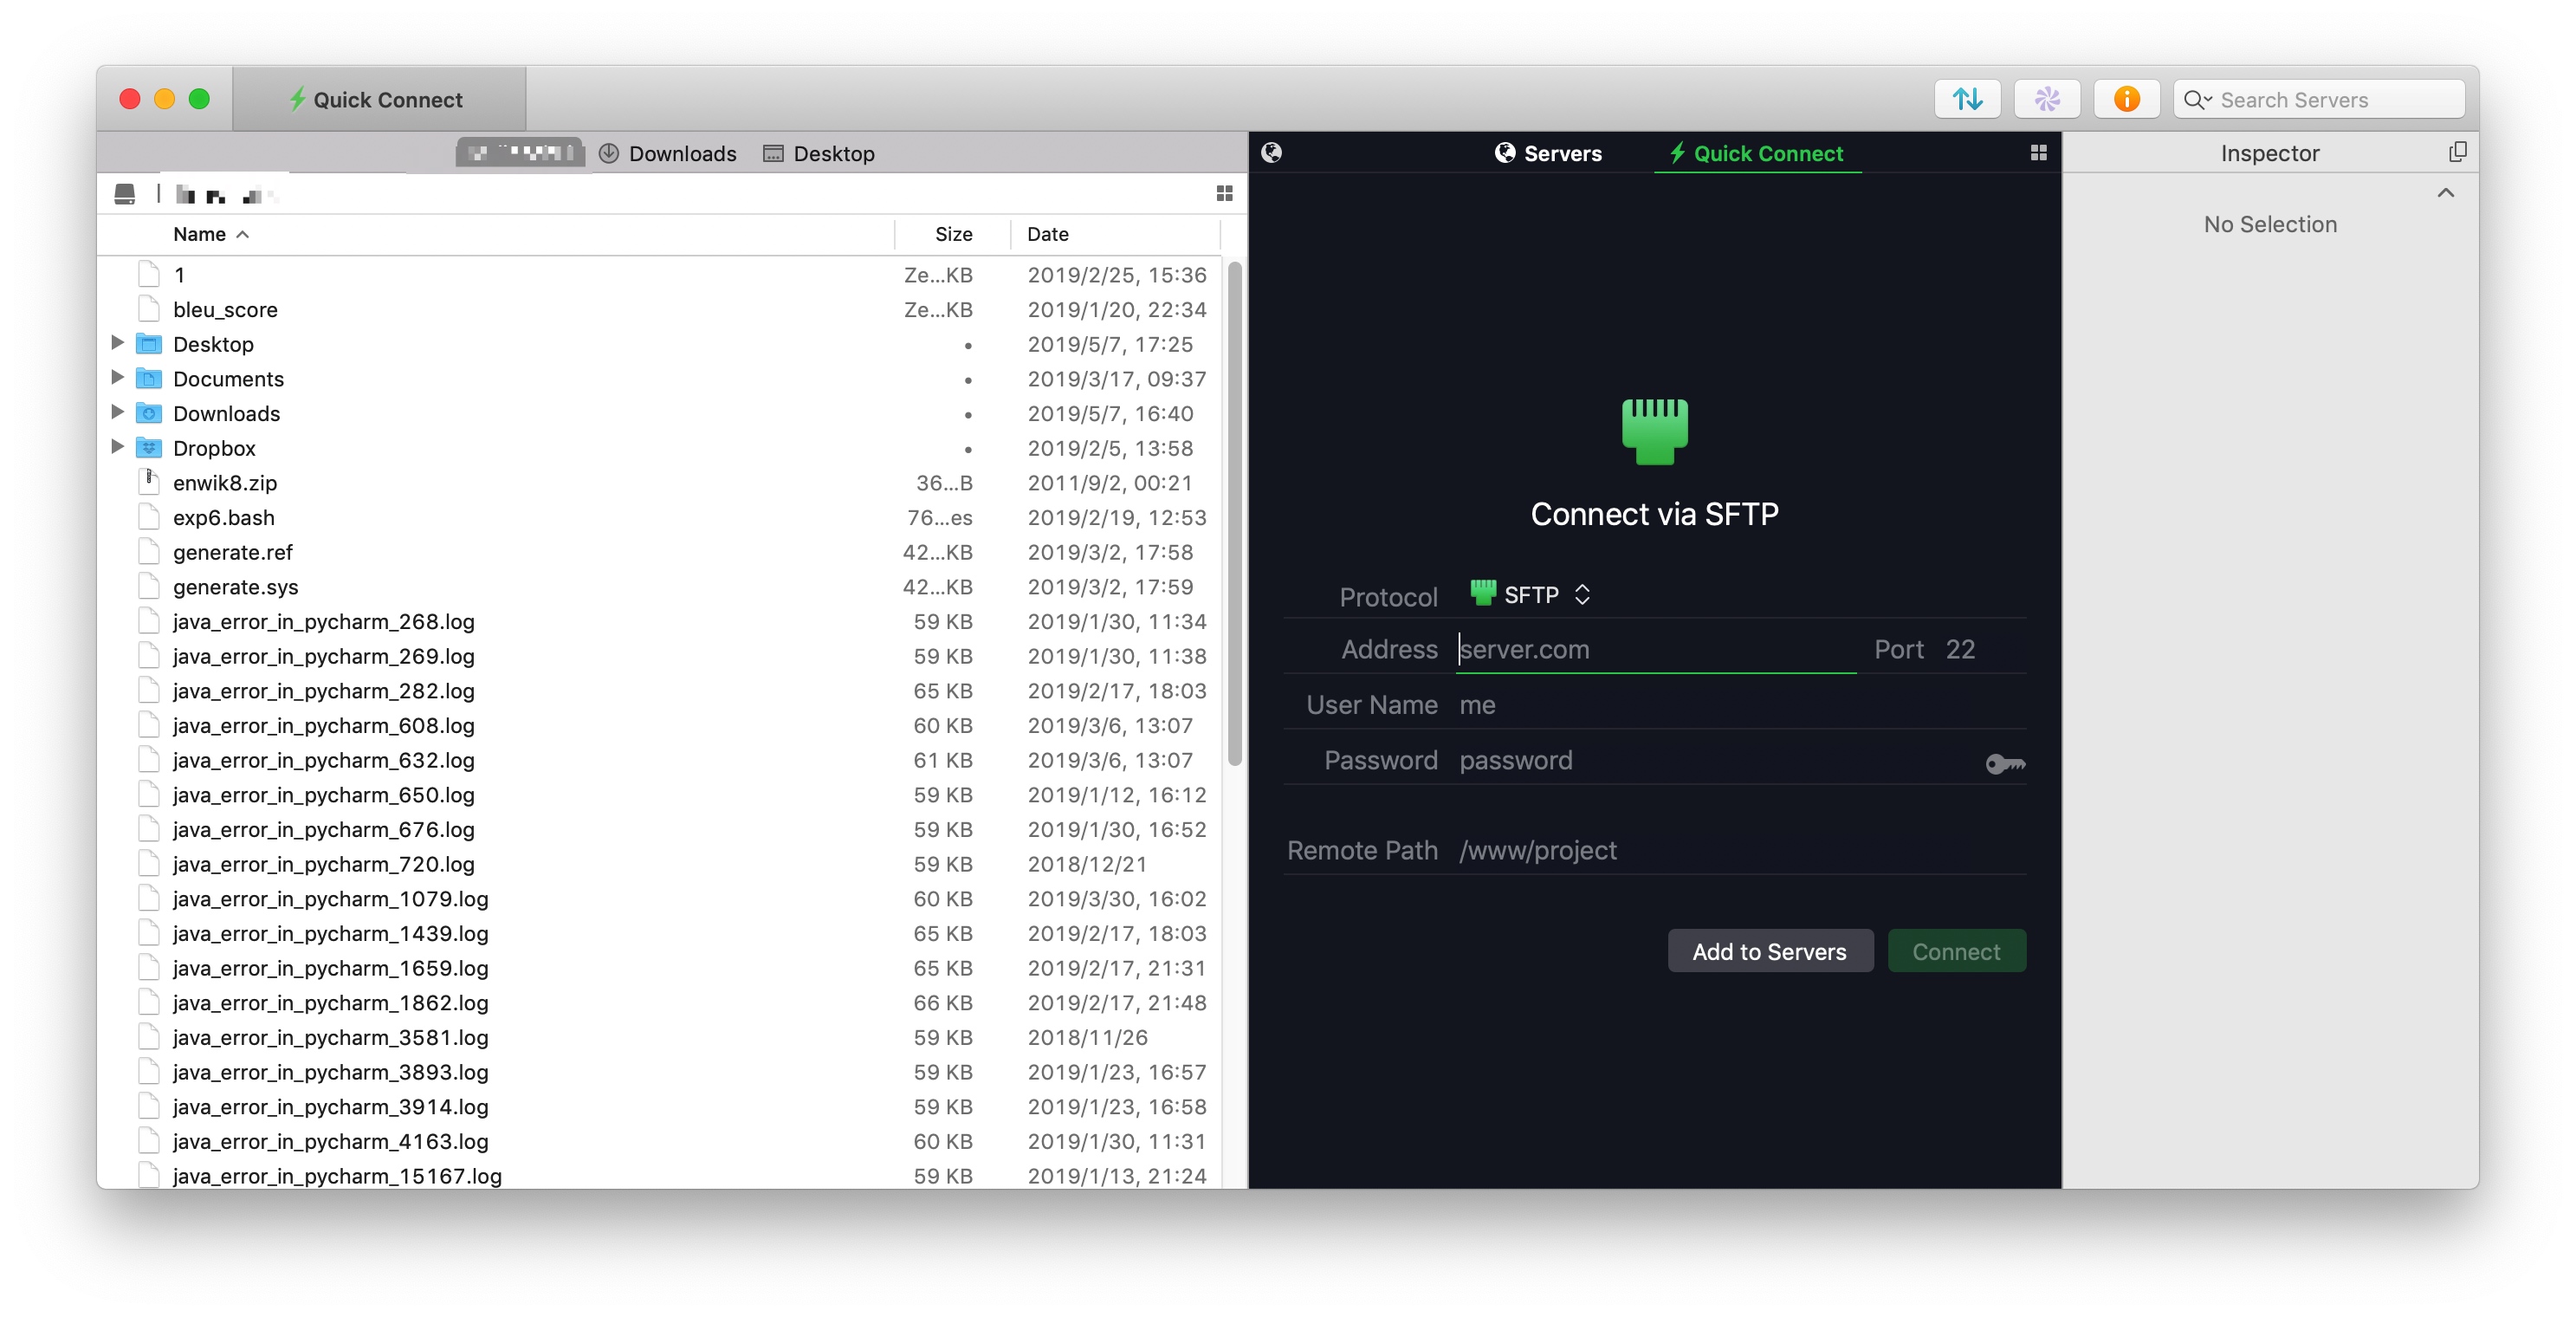 Quick Connect
Search Servers
Downloads Desktop
Servers Quick Connect
Inspector
No Selection
Name Size Date
1 Ze...KB 2019/2/25, 15:36
bleu_score Ze...KB 2019/1/20, 22:34
Desktop • 2019/5/7, 17:25
Documents • 2019/3/17, 09:37
Downloads • 2019/5/7, 16:40
Dropbox • 2019/2/5, 13:58
enwik8.zip 36...B 2011/9/2, 00:21
exp6.bash 76...es 2019/2/19, 12:53
generate.ref 42...KB 2019/3/2, 17:58
generate.sys 42...KB 2019/3/2, 17:59
java_error_in_pycharm_268.log 59 KB 2019/1/30, 11:34
java_error_in_pycharm_269.log 59 KB 2019/1/30, 11:38
java_error_in_pycharm_282.log 65 KB 2019/2/17, 18:03
java_error_in_pycharm_608.log 60 KB 2019/3/6, 13:07
java_error_in_pycharm_632.log 61 KB 2019/3/6, 13:07
java_error_in_pycharm_650.log 59 KB 2019/1/12, 16:12
java_error_in_pycharm_676.log 59 KB 2019/1/30, 16:52
java_error_in_pycharm_720.log 59 KB 2018/12/21
java_error_in_pycharm_1079.log 60 KB 2019/3/30, 16:02
java_error_in_pycharm_1439.log 65 KB 2019/2/17, 18:03
java_error_in_pycharm_1659.log 65 KB 2019/2/17, 21:31
java_error_in_pycharm_1862.log 66 KB 2019/2/17, 21:48
java_error_in_pycharm_3581.log 59 KB 2018/11/26
java_error_in_pycharm_3893.log 59 KB 2019/1/23, 16:57
java_error_in_pycharm_3914.log 59 KB 2019/1/23, 16:58
java_error_in_pycharm_4163.log 60 KB 2019/1/30, 11:31
java_error_in_pycharm_15167.log 59 KB 2019/1/13, 21:24
Connect via SFTP
Protocol SFTP
Address server.com Port 22
User Name me
Password password
Remote Path /www/project
Add to Servers Connect